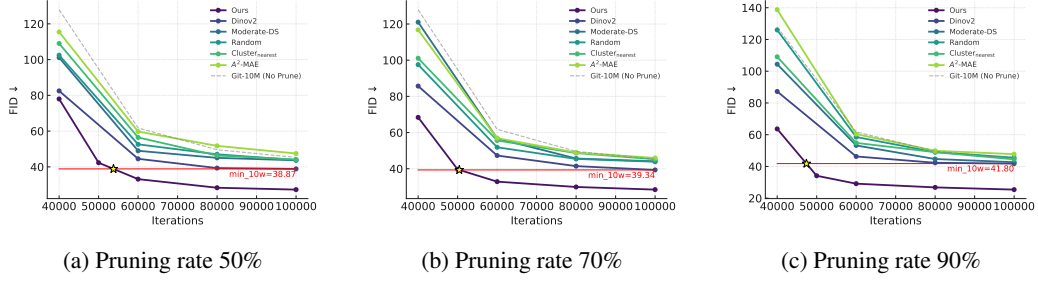 120
100
80
60
40
FID ↓
40000 50000 60000 70000 80000 90000 100000
Iterations
Ours
Dinov2
Moderate-DS
Random
Cluster_nearest
A²-MAE
Git-10M (No Prune)
min_10w=38.87
(a) Pruning rate 50%
120
100
80
60
40
FID ↓
40000 50000 60000 70000 80000 90000 100000
Iterations
Ours
Dinov2
Moderate-DS
Random
Cluster_nearest
A²-MAE
Git-10M (No Prune)
min_10w=39.34
(b) Pruning rate 70%
140
120
100
80
60
40
20
FID ↓
40000 50000 60000 70000 80000 90000 100000
Iterations
Ours
Dinov2
Moderate-DS
Random
Cluster_nearest
A²-MAE
Git-10M (No Prune)
min_10w=41.80
(c) Pruning rate 90%